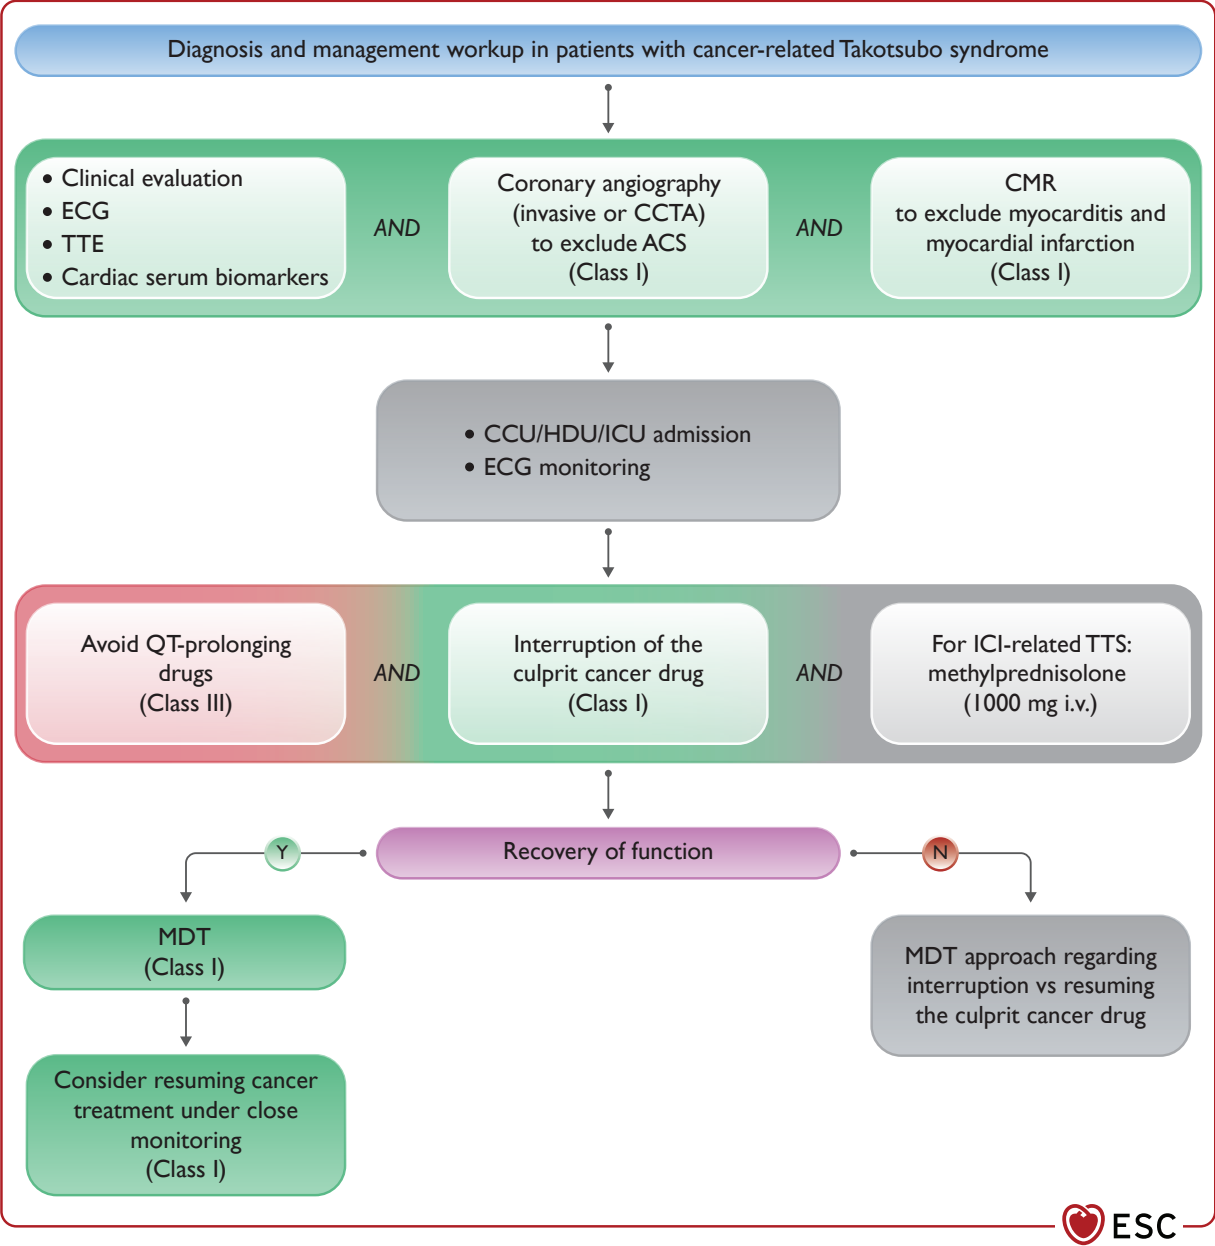 Diagnosis and management workup in patients with cancer-related Takotsubo syndrome
• Clinical evaluation
• ECG
• TTE
• Cardiac serum biomarkers
AND
Coronary angiography
(invasive or CCTA)
to exclude ACS
(Class I)
AND
CMR
to exclude myocarditis and
myocardial infarction
(Class I)
• CCU/HDU/ICU admission
• ECG monitoring
Avoid QT-prolonging
drugs
(Class III)
AND
Interruption of the
culprit cancer drug
(Class I)
AND
For ICI-related TTS:
methylprednisolone
(1000 mg i.v.)
Y
Recovery of function
N
MDT
(Class I)
MDT approach regarding
interruption vs resuming
the culprit cancer drug
Consider resuming cancer
treatment under close
monitoring
(Class I)
ESC